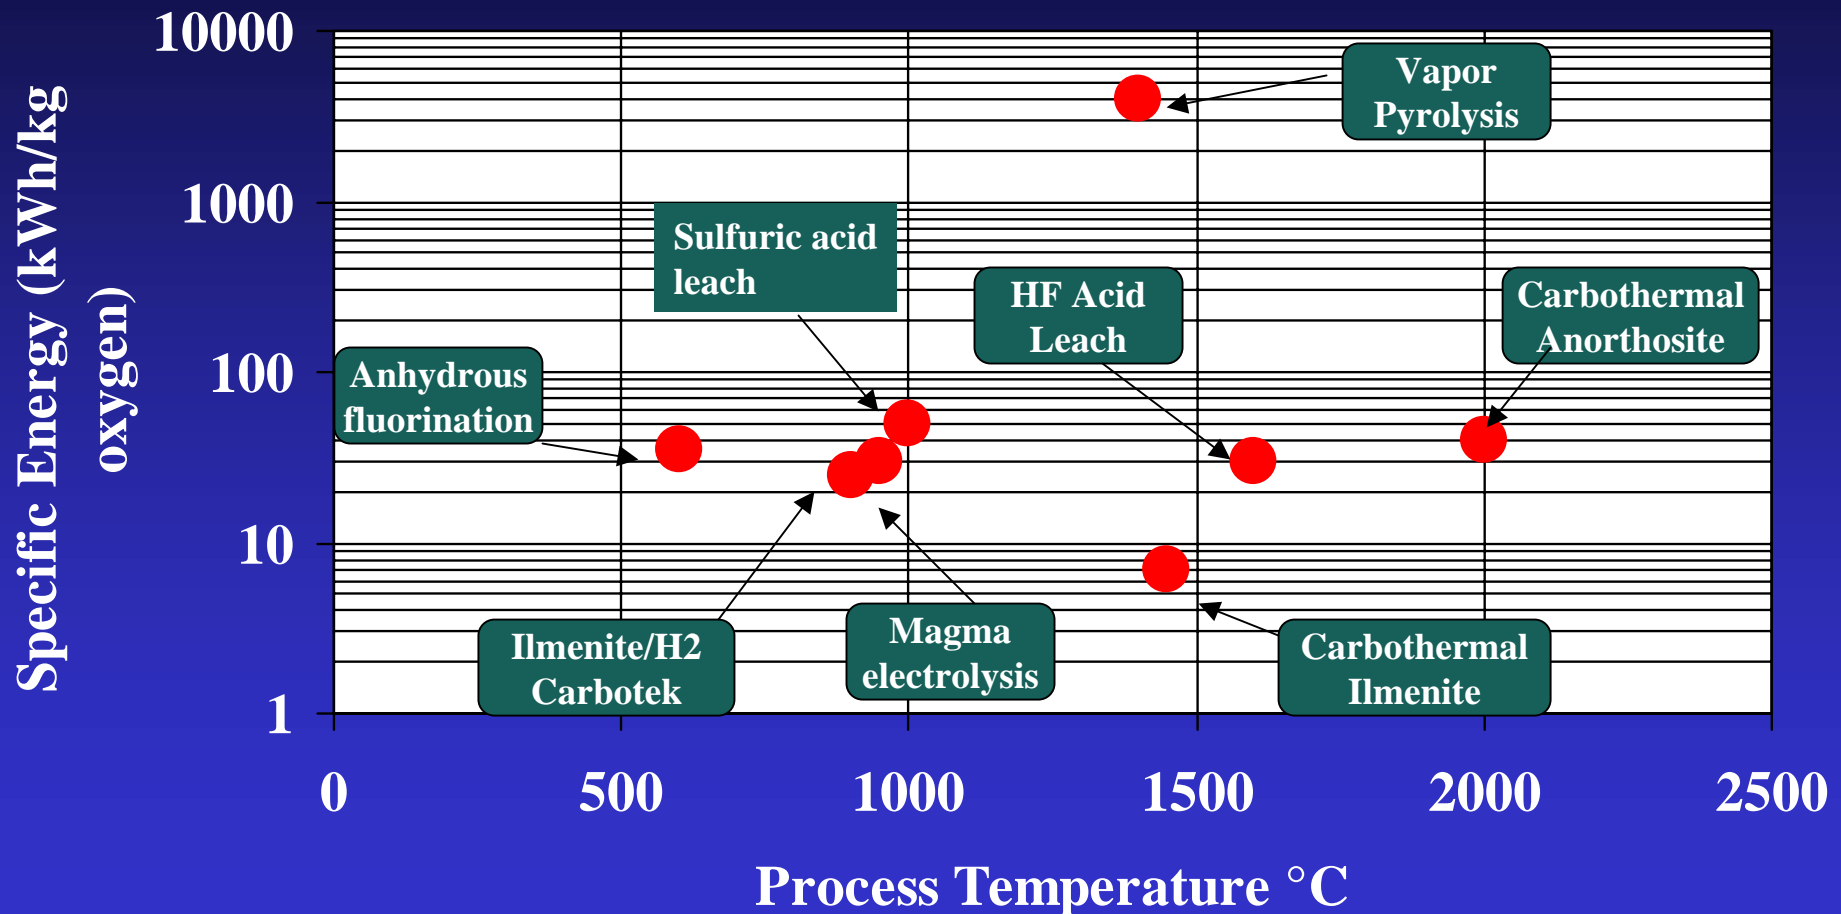 Specific Energy (kWh/kg
oxygen)
10000
1000
100
10
1
Vapor
Pyrolysis
Sulfuric acid
leach
HF Acid
Leach
Carbothermal
Anorthosite
Anhydrous
fluorination
Ilmenite/H2
Carbotek
Magma
electrolysis
Carbothermal
Ilmenite
0
500
1000
1500
2000
2500
Process Temperature °C